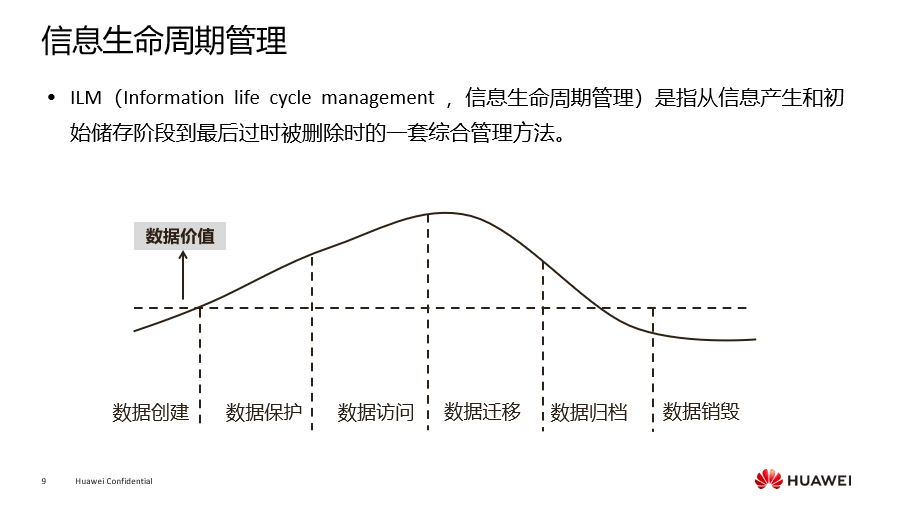 信息生命周期管理
• ILM（Information life cycle management ，信息生命周期管理）是指从信息产生和初
始储存阶段到最后过时被删除时的一套综合管理方法。
数据价值
数据创建 数据保护 数据访问 数据迁移 数据归档 数据销毁
9 Huawei Confidential
HUAWEI